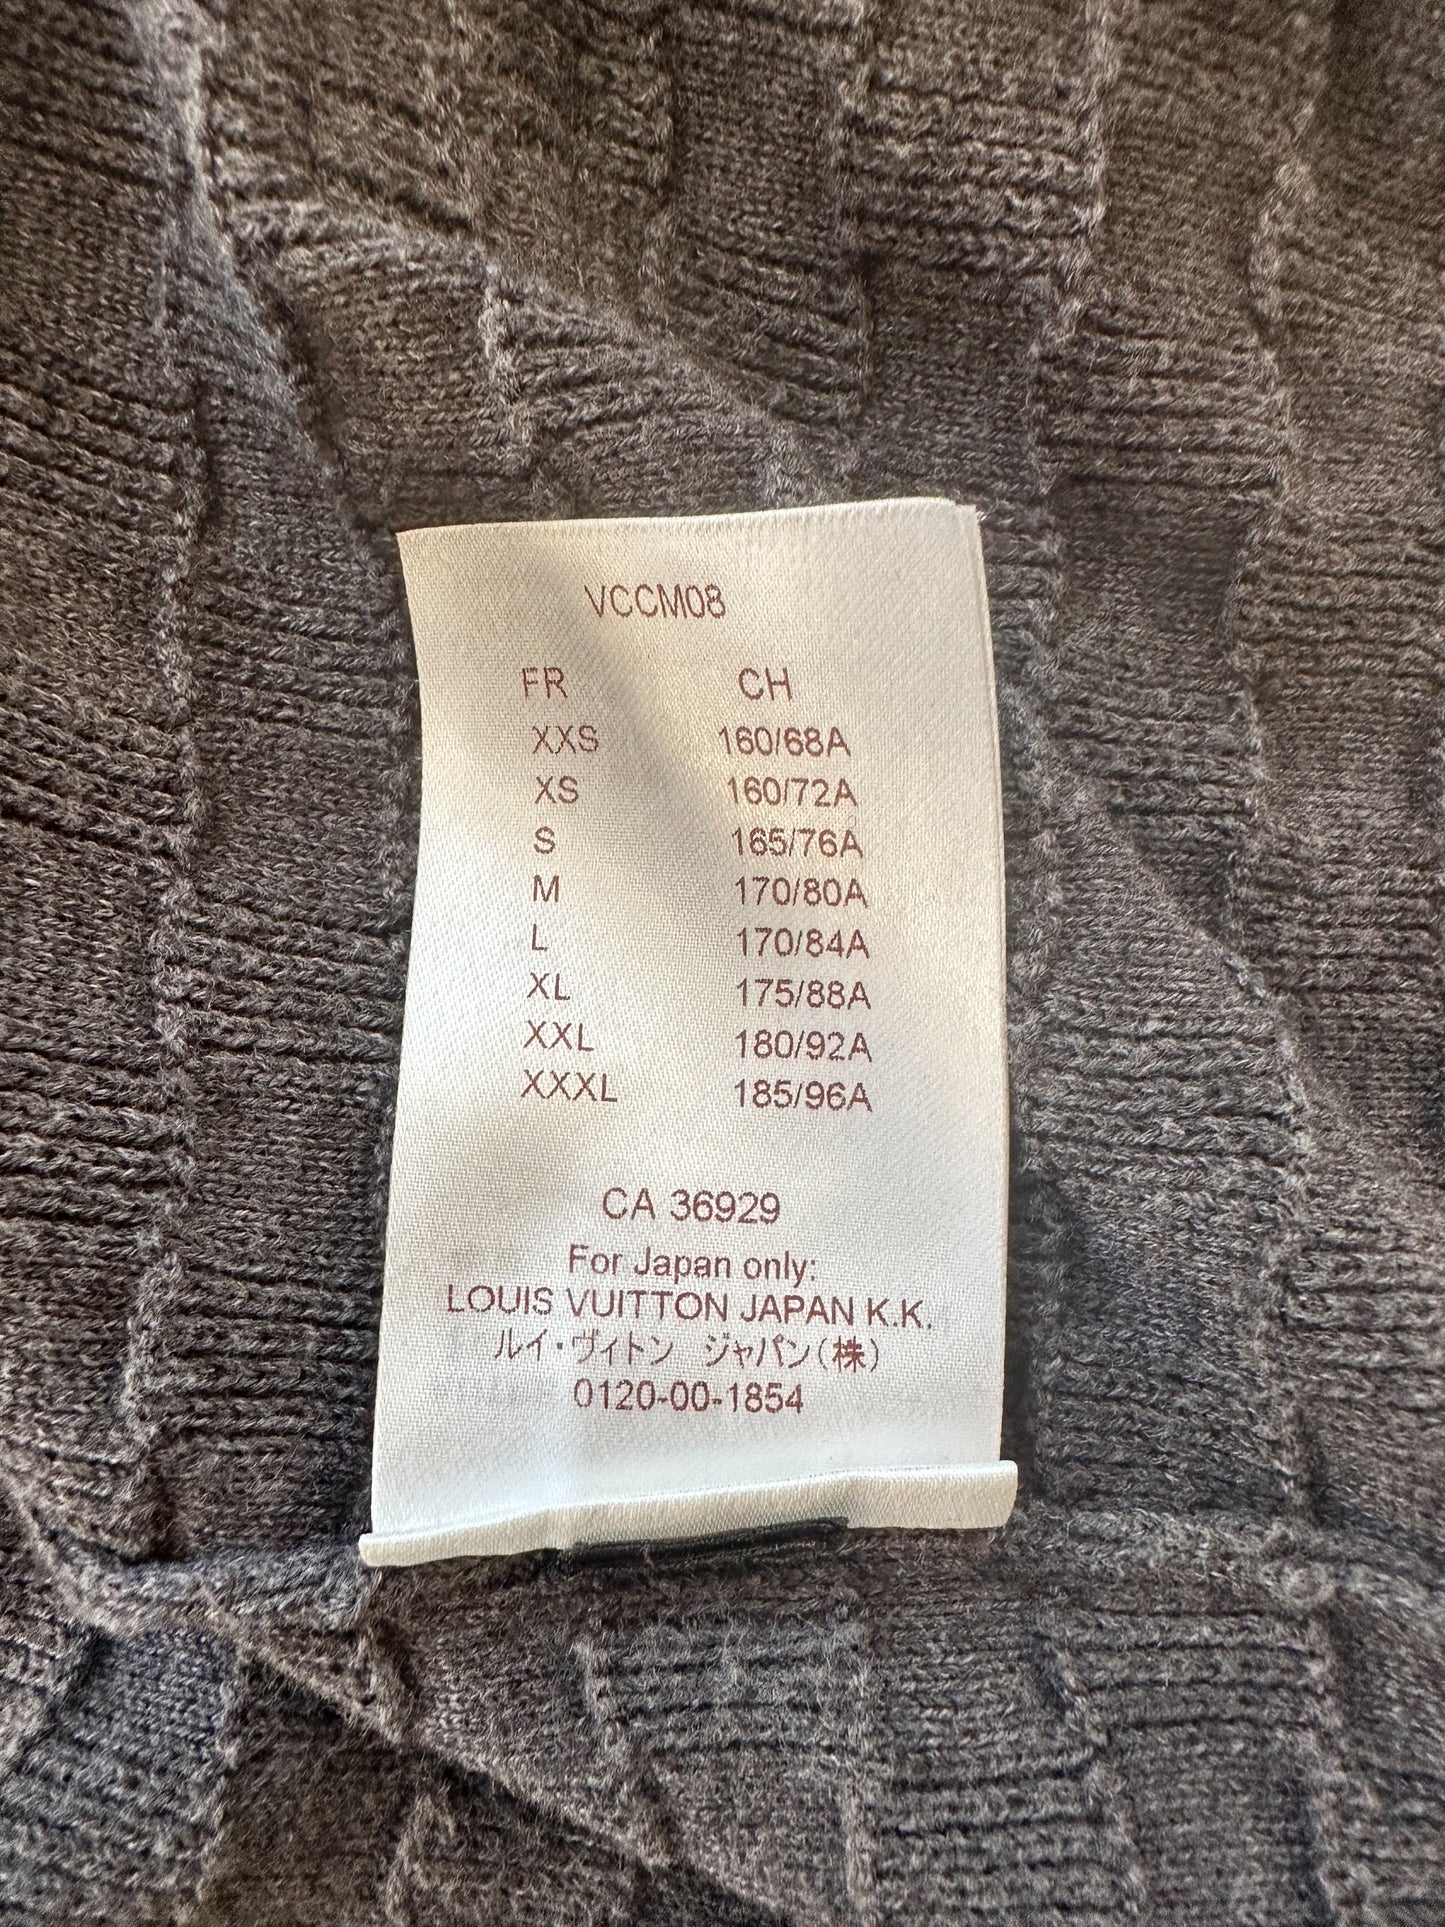 VCCM08
FR CH
XXS 160/68A
XS 160/72A
S 165/76A
M 170/80A
L 170/84A
XL 175/88A
XXL 180/92A
XXXL 185/96A
CA 36929
For Japan only:
LOUIS VUITTON JAPAN K.K.
ルイ・ヴィトン ジャパン(株)
0120-00-1854